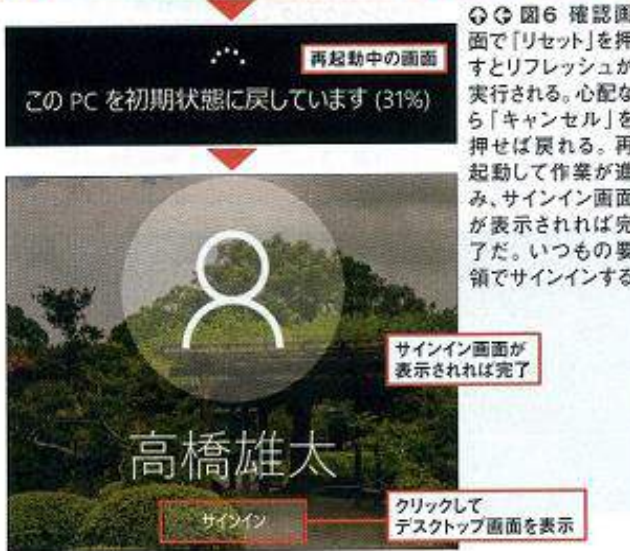 再起動中の画面
この PC を初期状態に戻しています (31%)
図6 確認画
面で「リセット」を押
すとリフレッシュが
実行される。心配な
ら「キャンセル」を
押せば戻れる。再
起動して作業が進
み、サインイン画面
が表示されれば完
了だ。いつもの要
領でサインインする
サインイン画面が
表示されれば完了
高橋雄太
サインイン
クリックして
デスクトップ画面を表示